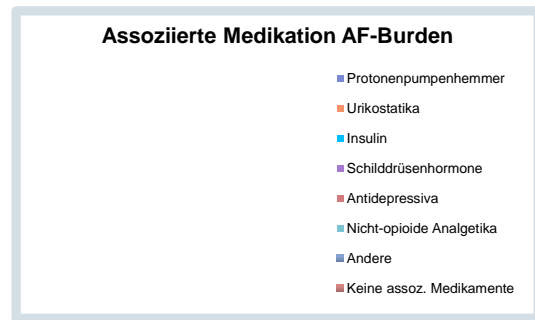 Assoziierte Medikation AF-Burden
Protonenpumpenhemmer
Urikostatika
Insulin
Schilddrüsenhormone
Antidepressiva
Nicht-opioide Analgetika
Andere
Keine assoz. Medikamente